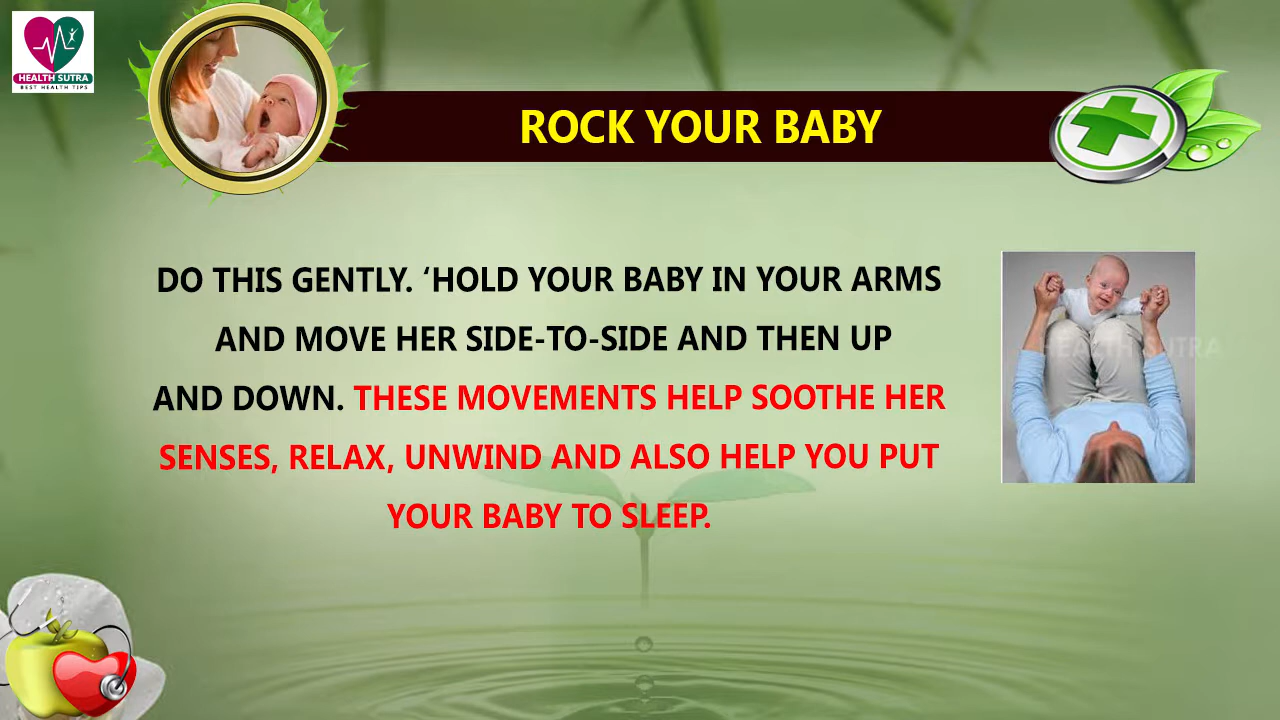 HEALTH SUTRA
BEST HEALTH TIPS
ROCK YOUR BABY
DO THIS GENTLY. ‘HOLD YOUR BABY IN YOUR ARMS
AND MOVE HER SIDE-TO-SIDE AND THEN UP
AND DOWN. THESE MOVEMENTS HELP SOOTHE HER
SENSES, RELAX, UNWIND AND ALSO HELP YOU PUT
YOUR BABY TO SLEEP.
HEALTH SUTRA